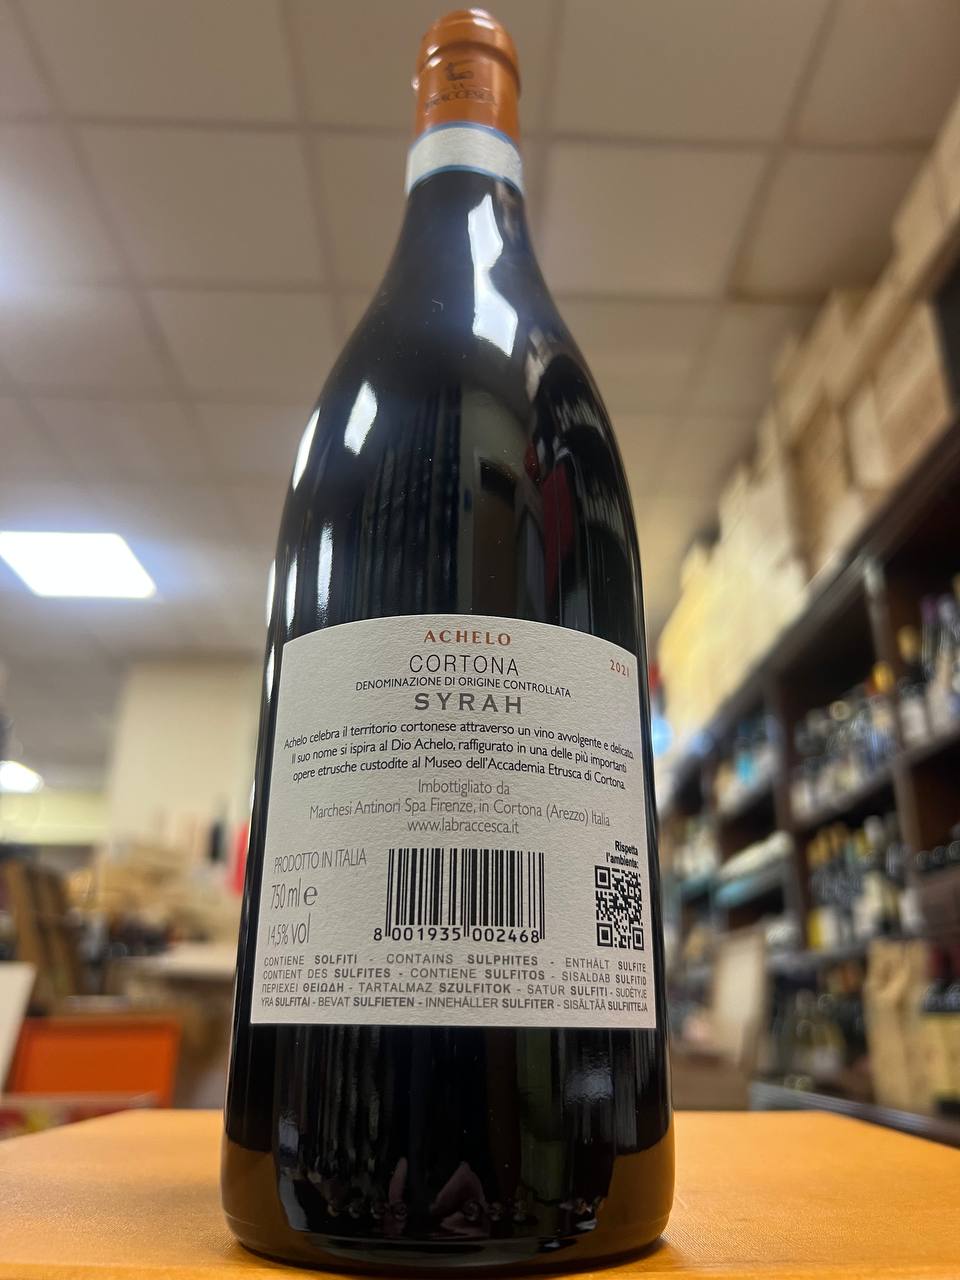 LA
BRACCESCA
ACHELO
CORTONA
2021
DENOMINAZIONE DI ORIGINE CONTROLLATA
SYRAH
Achelo celebra il territorio cortonese attraverso un vino avvolgente e delicato.
Il suo nome si ispira al Dio Achelo, raffigurato in una delle più importanti
opere etrusche custodite al Museo dell'Accademia Etrusca di Cortona.
Imbottigliato da
Marchesi Antinori Spa Firenze, in Cortona (Arezzo) Italia
www.labraccesca.it
PRODOTTO IN ITALIA
750 ml e
14,5% vol
8 001935 002468
Rispetta
l'ambiente:
CONTIENE SOLFITI - CONTAINS SULPHITES - ENTHÄLT SULFITE
CONTIENT DES SULFITES - CONTIENE SULFITOS - SISALDAB SULFITID
ΠΕΡΙΕΧΕΙ ΘΕΙΩΔΗ - TARTALMAZ SZULFITOK - SATUR SULFITI - SUDĖTYJE
YRA SULFITAI - BEVAT SULFIETEN - INNEHÅLLER SULFITER - SISÄLTÄÄ SULFIITTEJA